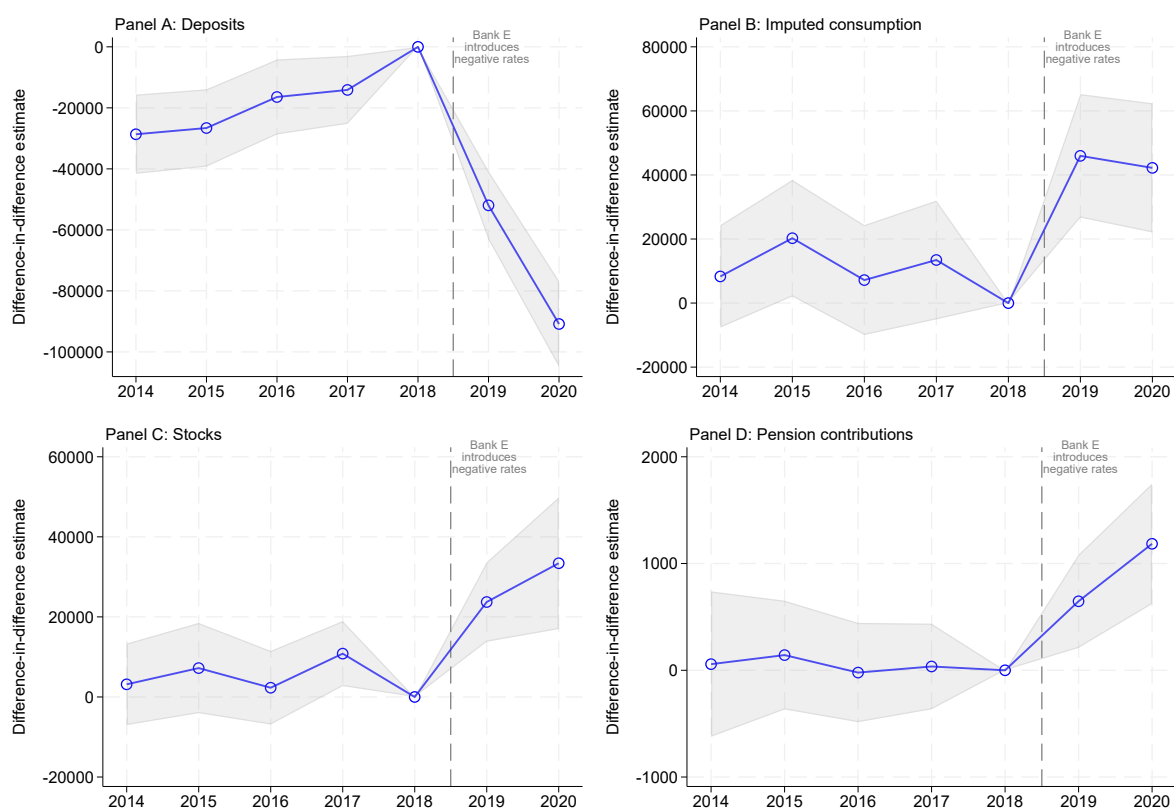 Panel A: Deposits
Bank E
introduces
negative rates
0
-20000
-40000
-60000
-80000
-100000
Difference-in-difference estimate
2014 2015 2016 2017 2018 2019 2020
Panel B: Imputed consumption
Bank E
introduces
negative rates
80000
60000
40000
20000
0
-20000
Difference-in-difference estimate
2014 2015 2016 2017 2018 2019 2020
Panel C: Stocks
Bank E
introduces
negative rates
60000
40000
20000
0
-20000
Difference-in-difference estimate
2014 2015 2016 2017 2018 2019 2020
Panel D: Pension contributions
Bank E
introduces
negative rates
2000
1000
0
-1000
Difference-in-difference estimate
2014 2015 2016 2017 2018 2019 2020